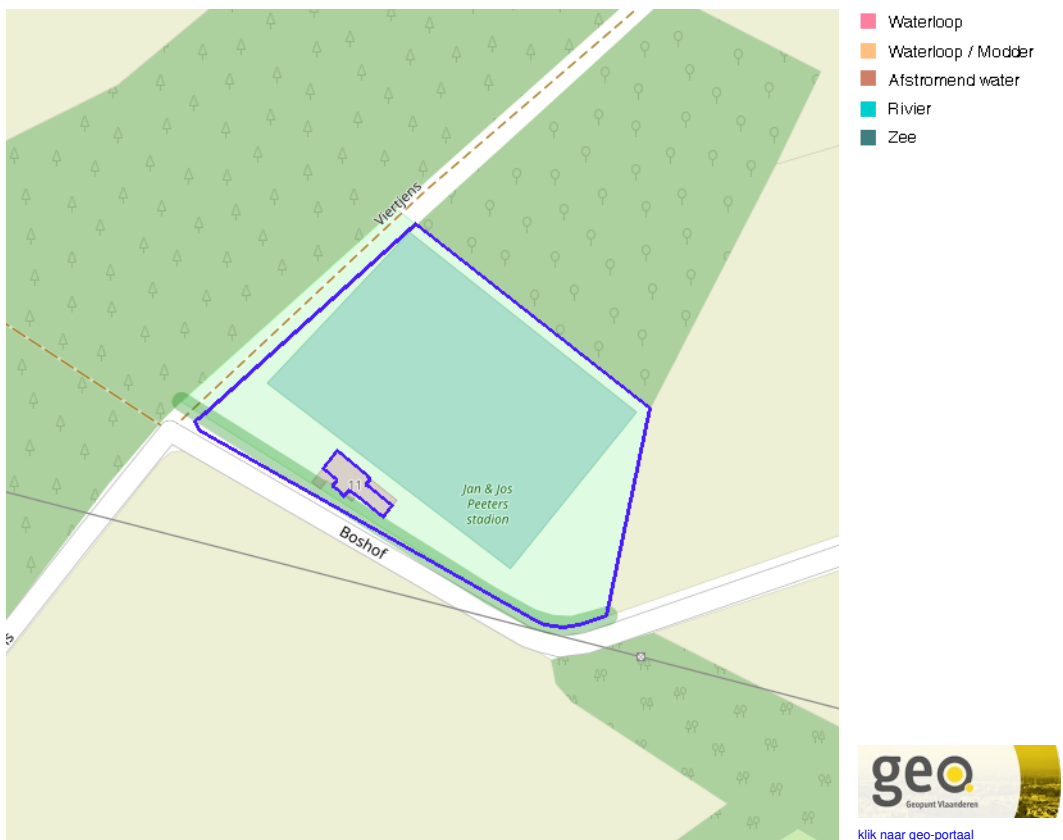 Waterloop
Waterloop / Modder
Afstromend water
Rivier
Zee
Viertjens
11
Jan & Jos
Peeters
stadion
Boshof
geo.
Geopunt Vlaanderen
klik naar geo-portaal